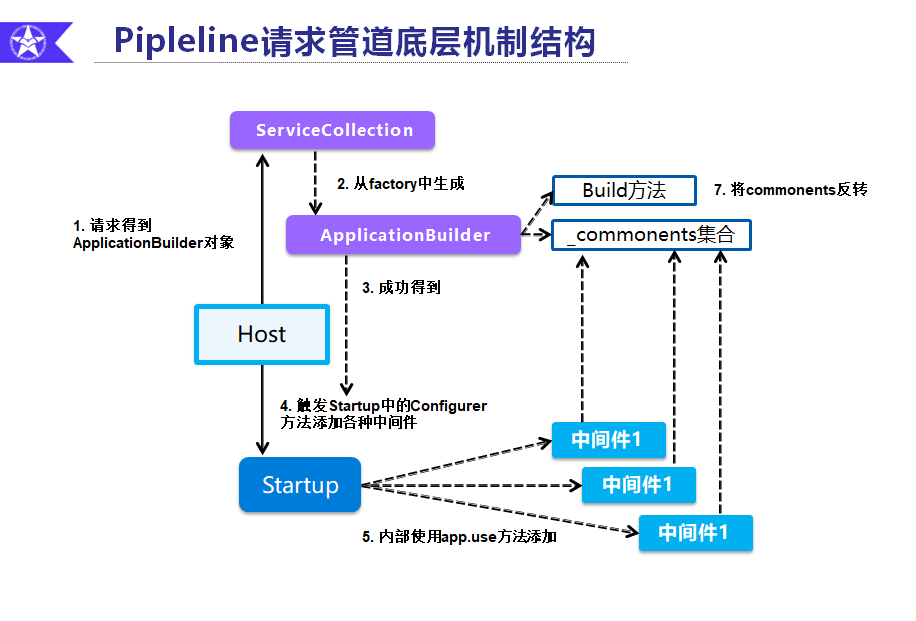 Pipleline请求管道底层机制结构
ServiceCollection
2. 从factory中生成
Build方法
7. 将commonents反转
1. 请求得到
ApplicationBuilder对象
ApplicationBuilder
_commonents集合
3. 成功得到
Host
4. 触发Startup中的Configurer
方法添加各种中间件
中间件1
Startup
中间件1
中间件1
5. 内部使用app.use方法添加